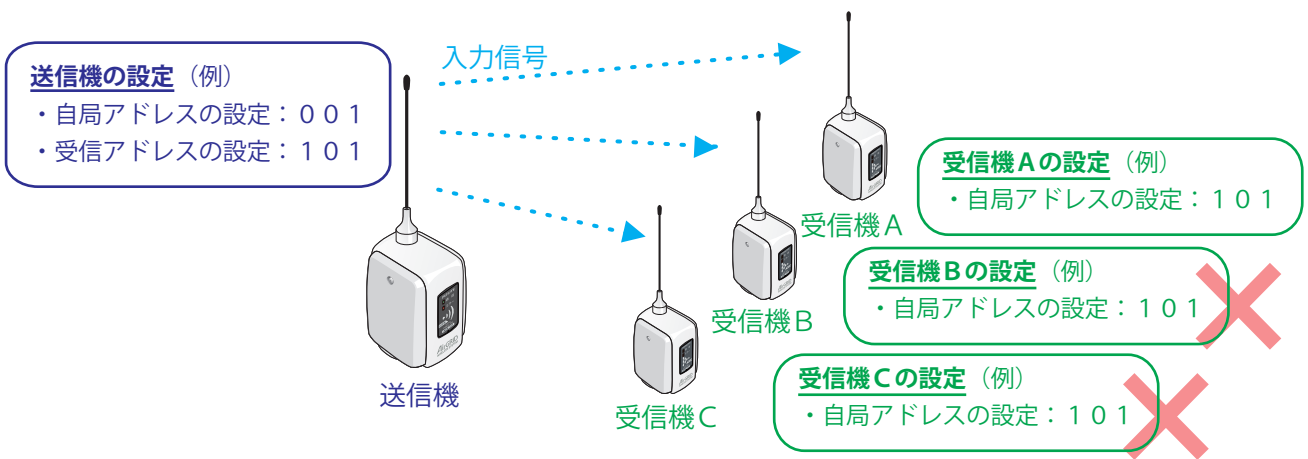 送信機の設定（例）
・自局アドレスの設定：００１
・受信アドレスの設定：１０１
入力信号
送信機
受信機Ａ
受信機Ａの設定（例）
・自局アドレスの設定：１０１
受信機Ｂ
受信機Ｂの設定（例）
・自局アドレスの設定：１０１
受信機Ｃ
受信機Ｃの設定（例）
・自局アドレスの設定：１０１